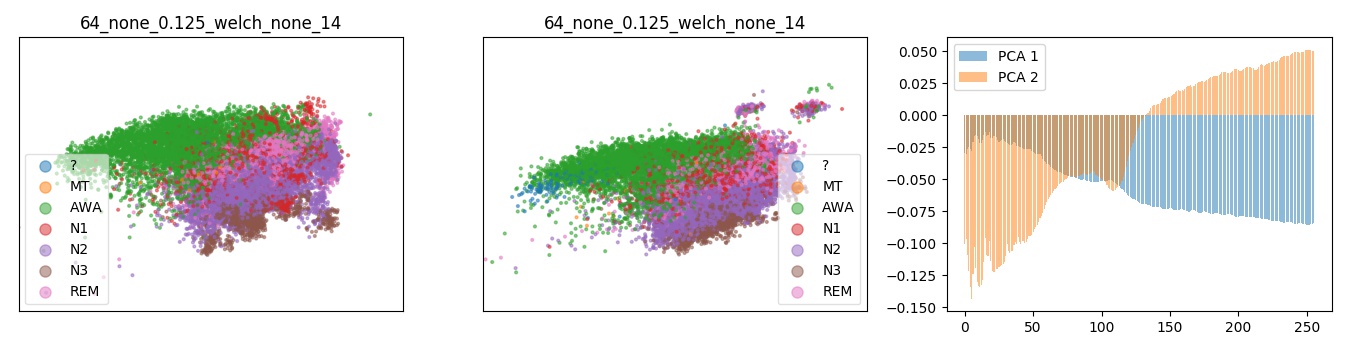 64_none_0.125_welch_none_14
?
MT
AWA
N1
N2
N3
REM
64_none_0.125_welch_none_14
?
MT
AWA
N1
N2
N3
REM
PCA 1
PCA 2
0.050
0.025
0.000
−0.025
−0.050
−0.075
−0.100
−0.125
−0.150
0 50 100 150 200 250